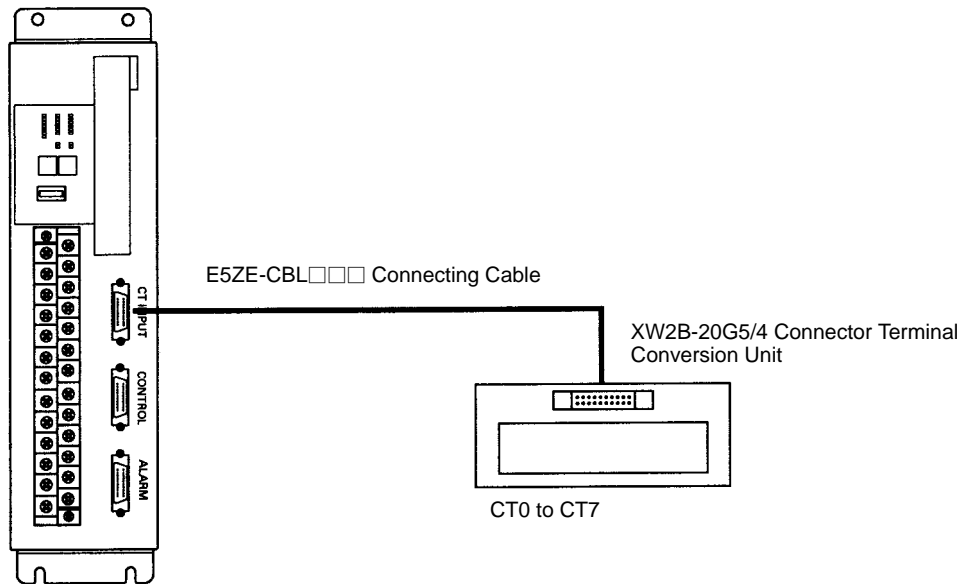 E5ZE-CBL□□□ Connecting Cable
CT INPUT
XW2B-20G5/4 Connector Terminal
Conversion Unit
CONTROL
ALARM
CT0 to CT7